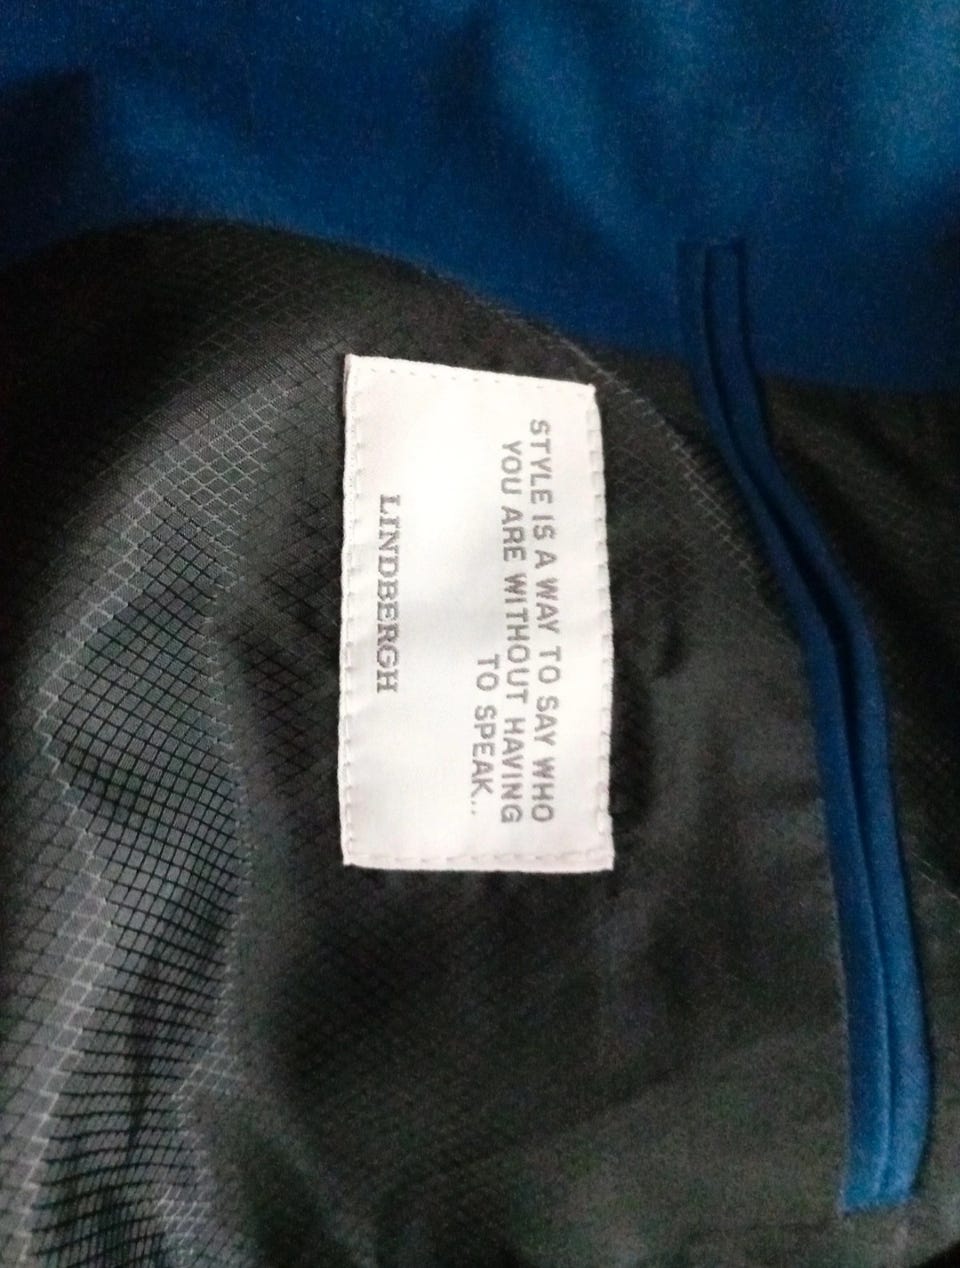 STYLE IS A WAY TO SAY WHO
YOU ARE WITHOUT HAVING
TO SPEAK..
LINDBERGH